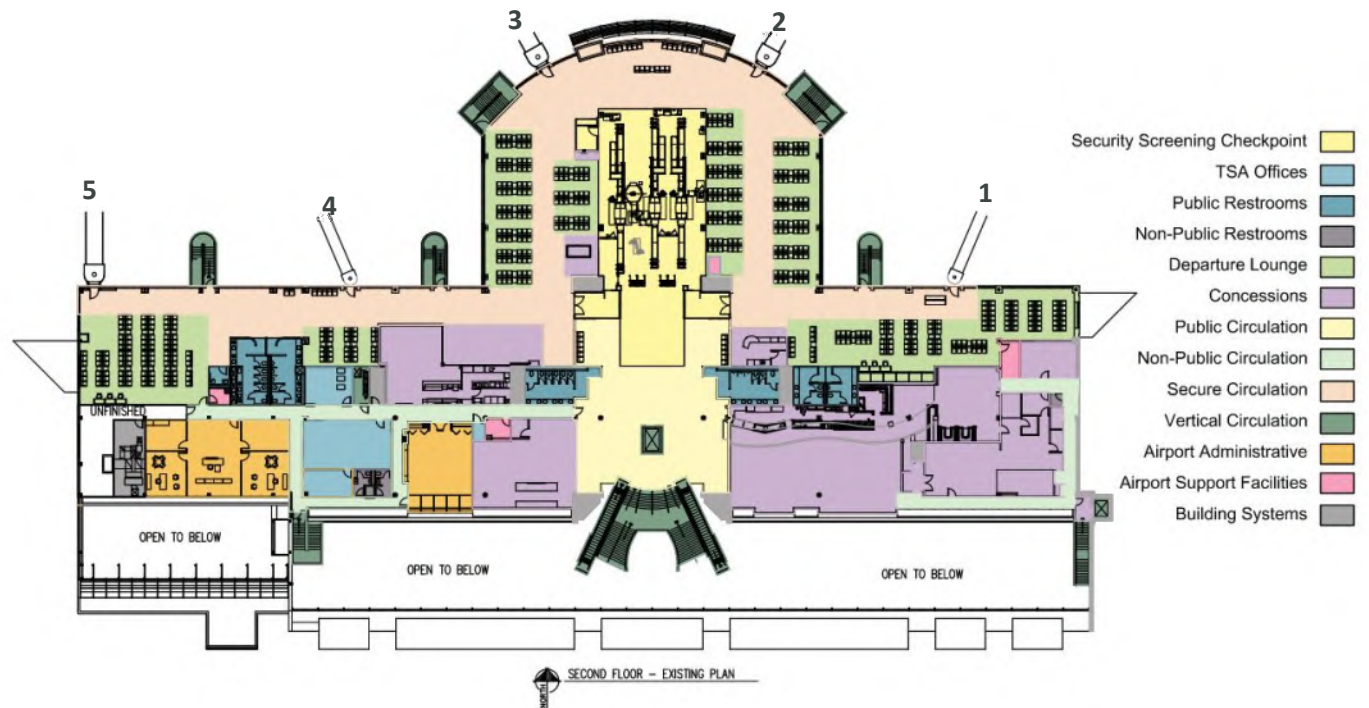 3
2
5
4
1
Security Screening Checkpoint
TSA Offices
Public Restrooms
Non-Public Restrooms
Departure Lounge
Concessions
Public Circulation
Non-Public Circulation
Secure Circulation
Vertical Circulation
Airport Administrative
Airport Support Facilities
Building Systems
UNFINISHED
OPEN TO BELOW
OPEN TO BELOW
OPEN TO BELOW
SECOND FLOOR - EXISTING PLAN
NORTH